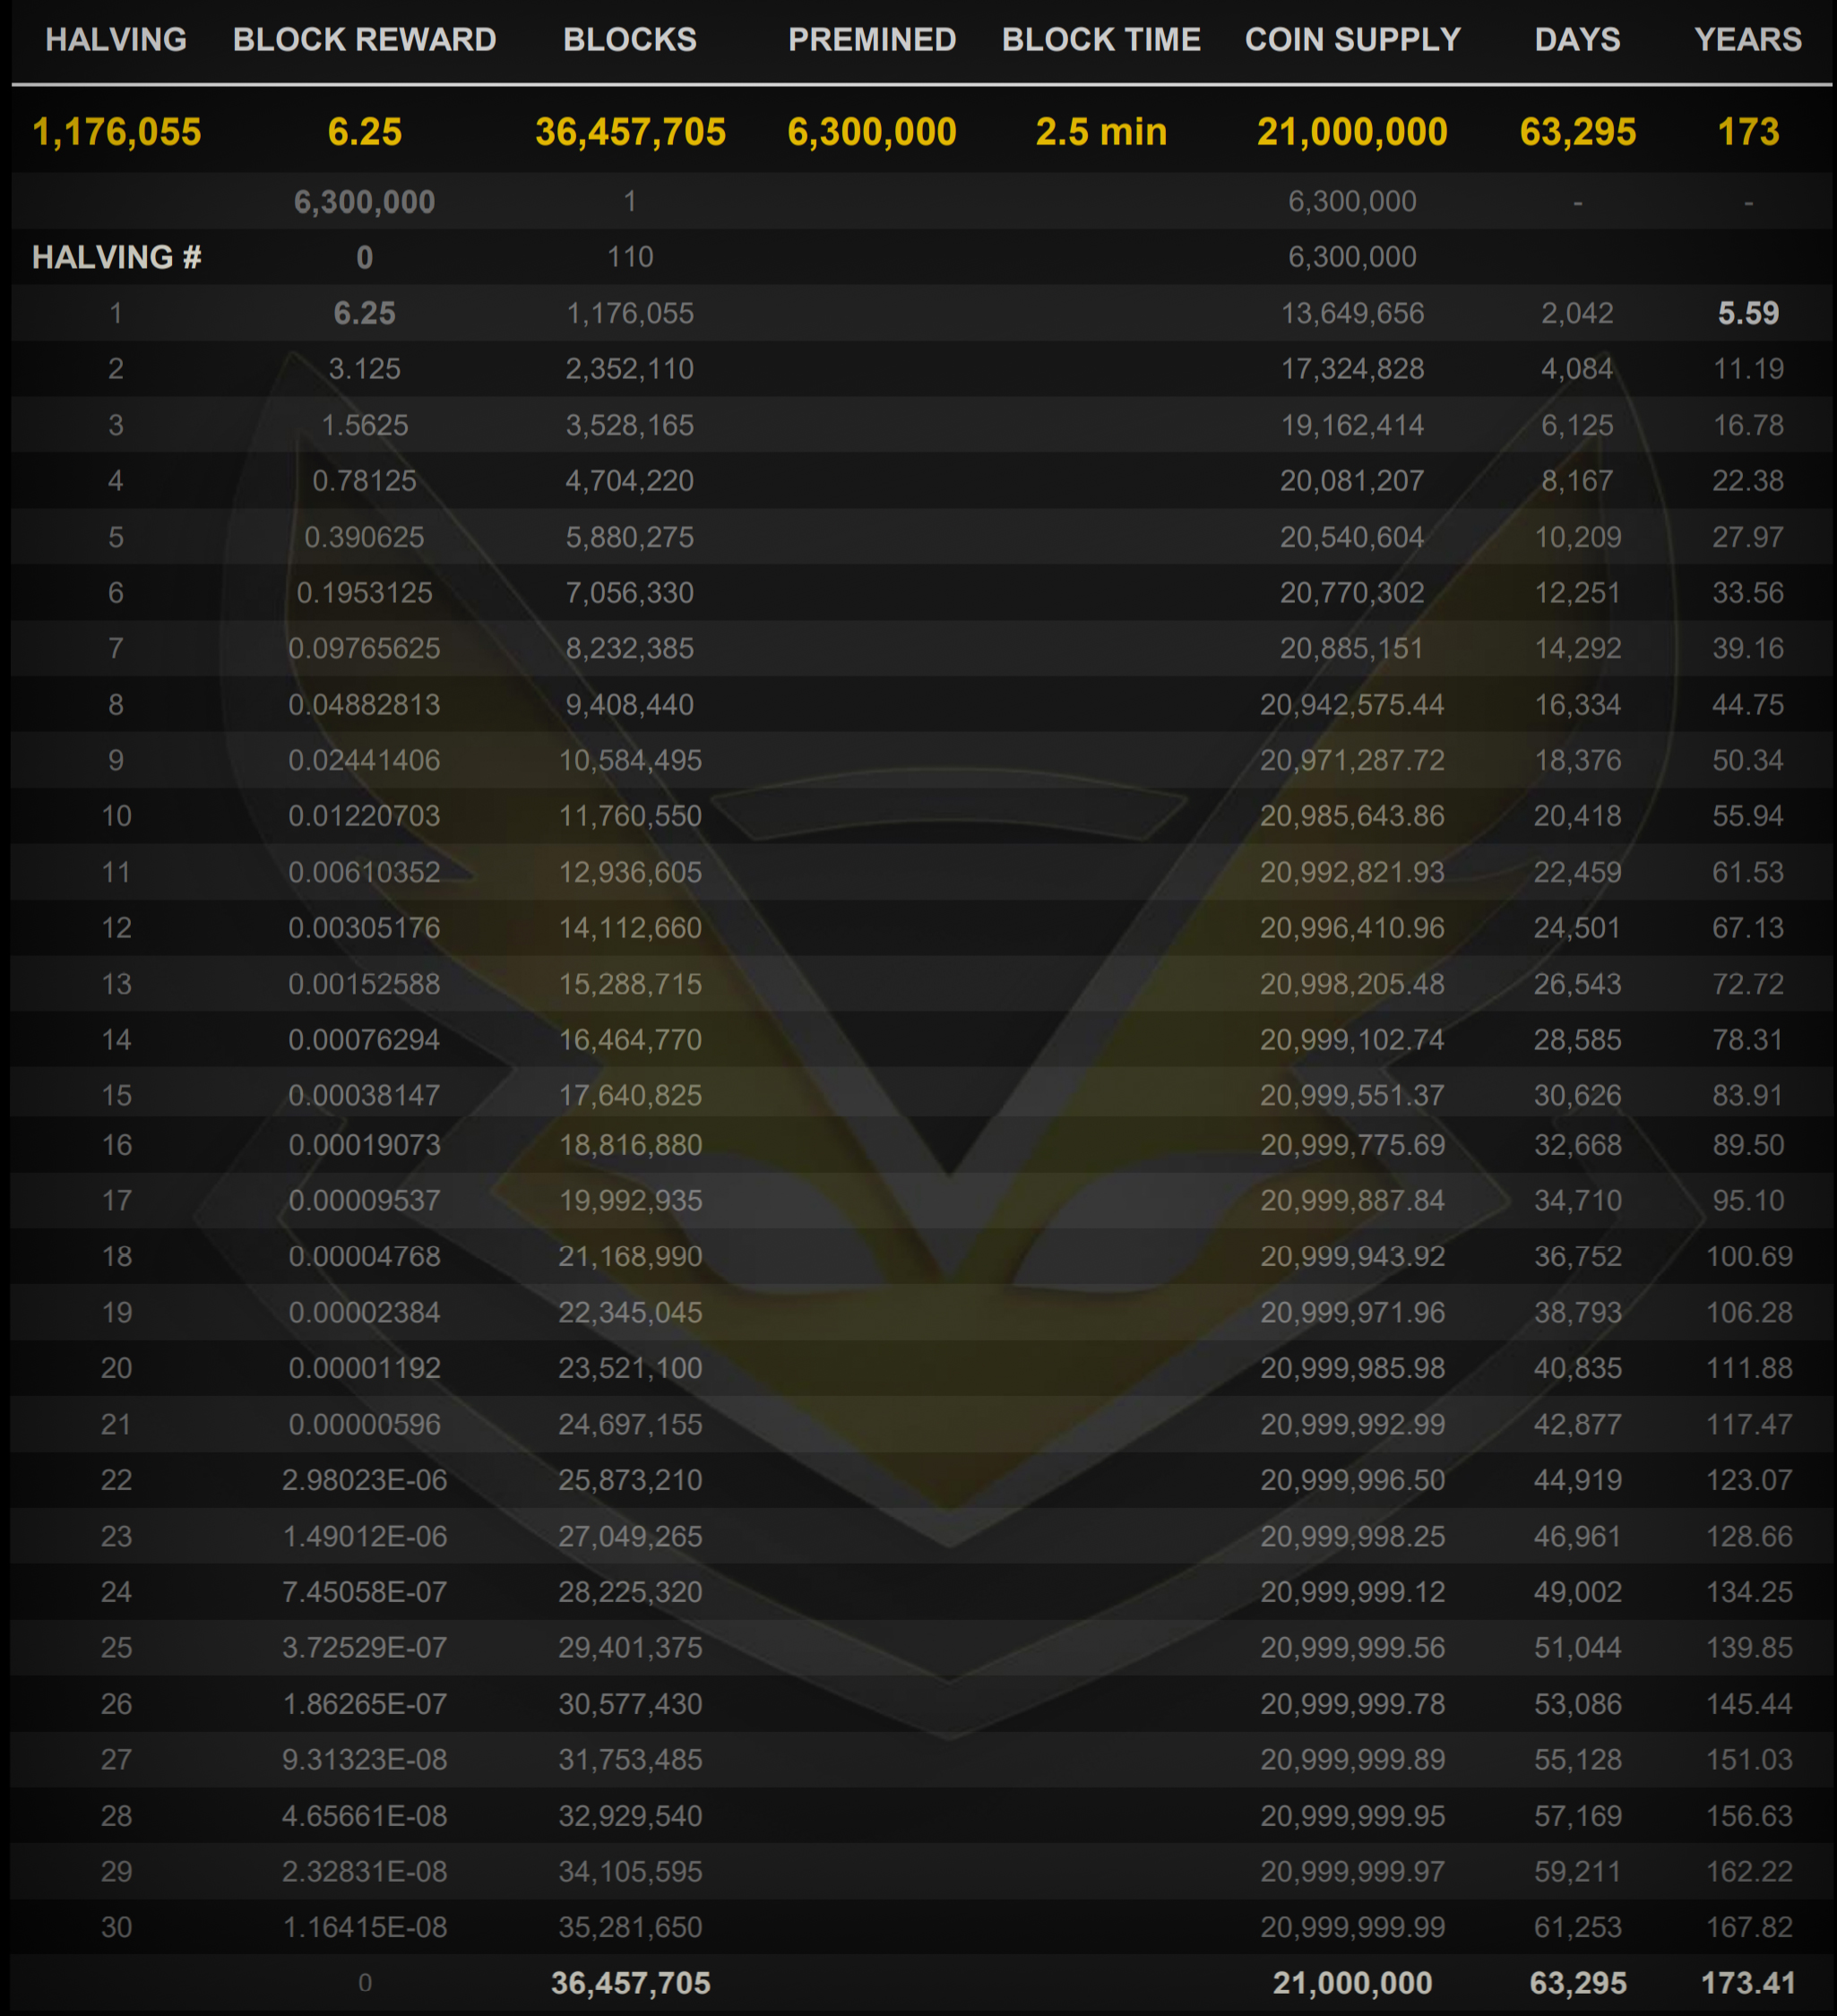 HALVING BLOCK REWARD BLOCKS PREMINED BLOCK TIME COIN SUPPLY DAYS YEARS
1,176,055 6.25 36,457,705 6,300,000 2.5 min 21,000,000 63,295 173
6,300,000 1 6,300,000 - -
HALVING # 0 110 6,300,000
1 6.25 1,176,055 13,649,656 2,042 5.59
2 3.125 2,352,110 17,324,828 4,084 11.19
3 1.5625 3,528,165 19,162,414 6,125 16.78
4 0.78125 4,704,220 20,081,207 8,167 22.38
5 0.390625 5,880,275 20,540,604 10,209 27.97
6 0.1953125 7,056,330 20,770,302 12,251 33.56
7 0.09765625 8,232,385 20,885,151 14,292 39.16
8 0.04882813 9,408,440 20,942,575.44 16,334 44.75
9 0.02441406 10,584,495 20,971,287.72 18,376 50.34
10 0.01220703 11,760,550 20,985,643.86 20,418 55.94
11 0.00610352 12,936,605 20,992,821.93 22,459 61.53
12 0.00305176 14,112,660 20,996,410.96 24,501 67.13
13 0.00152588 15,288,715 20,998,205.48 26,543 72.72
14 0.00076294 16,464,770 20,999,102.74 28,585 78.31
15 0.00038147 17,640,825 20,999,551.37 30,626 83.91
16 0.00019073 18,816,880 20,999,775.69 32,668 89.50
17 0.00009537 19,992,935 20,999,887.84 34,710 95.10
18 0.00004768 21,168,990 20,999,943.92 36,752 100.69
19 0.00002384 22,345,045 20,999,971.96 38,793 106.28
20 0.00001192 23,521,100 20,999,985.98 40,835 111.88
21 0.00000596 24,697,155 20,999,992.99 42,877 117.47
22 2.98023E-06 25,873,210 20,999,996.50 44,919 123.07
23 1.49012E-06 27,049,265 20,999,998.25 46,961 128.66
24 7.45058E-07 28,225,320 20,999,999.12 49,002 134.25
25 3.72529E-07 29,401,375 20,999,999.56 51,044 139.85
26 1.86265E-07 30,577,430 20,999,999.78 53,086 145.44
27 9.31323E-08 31,753,485 20,999,999.89 55,128 151.03
28 4.65661E-08 32,929,540 20,999,999.95 57,169 156.63
29 2.32831E-08 34,105,595 20,999,999.97 59,211 162.22
30 1.16415E-08 35,281,650 20,999,999.99 61,253 167.82
0 36,457,705 21,000,000 63,295 173.41